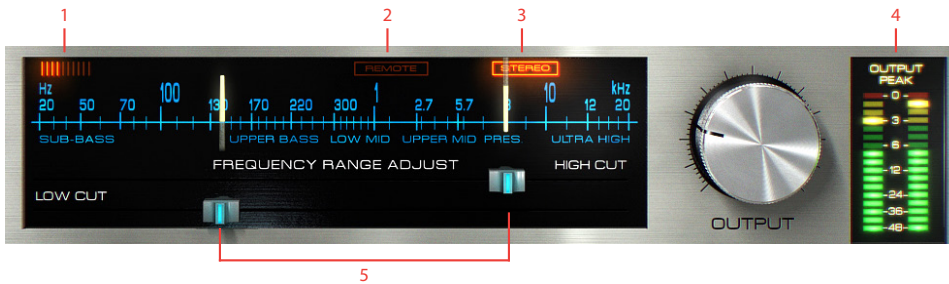 1
2
3
4
REMOTE
STEREO
OUTPUT
PEAK
Hz
100
1
10
kHz
20 50 70 130 170 220 300 2.7 5.7 8 12 20
SUB-BASS UPPER BASS LOW MID UPPER MID PRES. ULTRA HIGH
FREQUENCY RANGE ADJUST
HIGH CUT
LOW CUT
OUTPUT
0
3
6
12
24
36
48
5